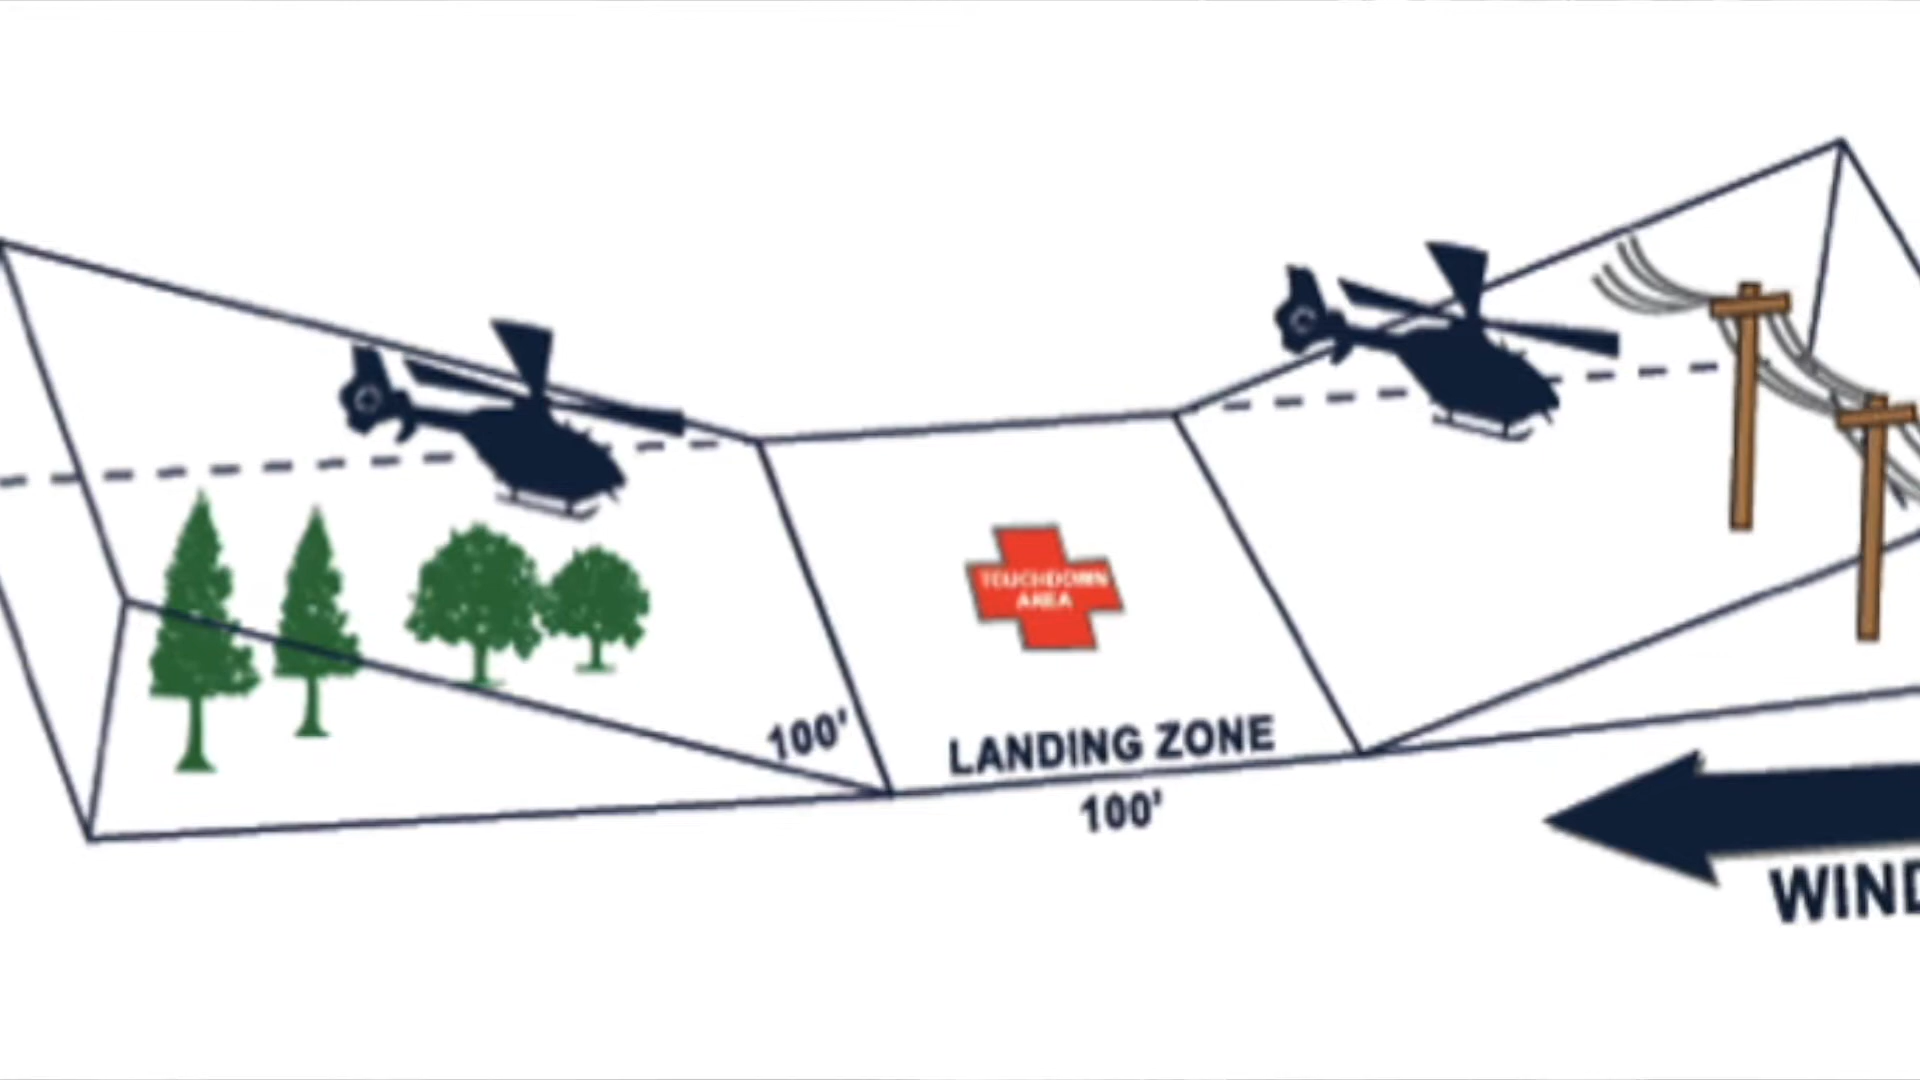 TOUCHDOWN
AREA
100'
LANDING ZONE
100'
WIND